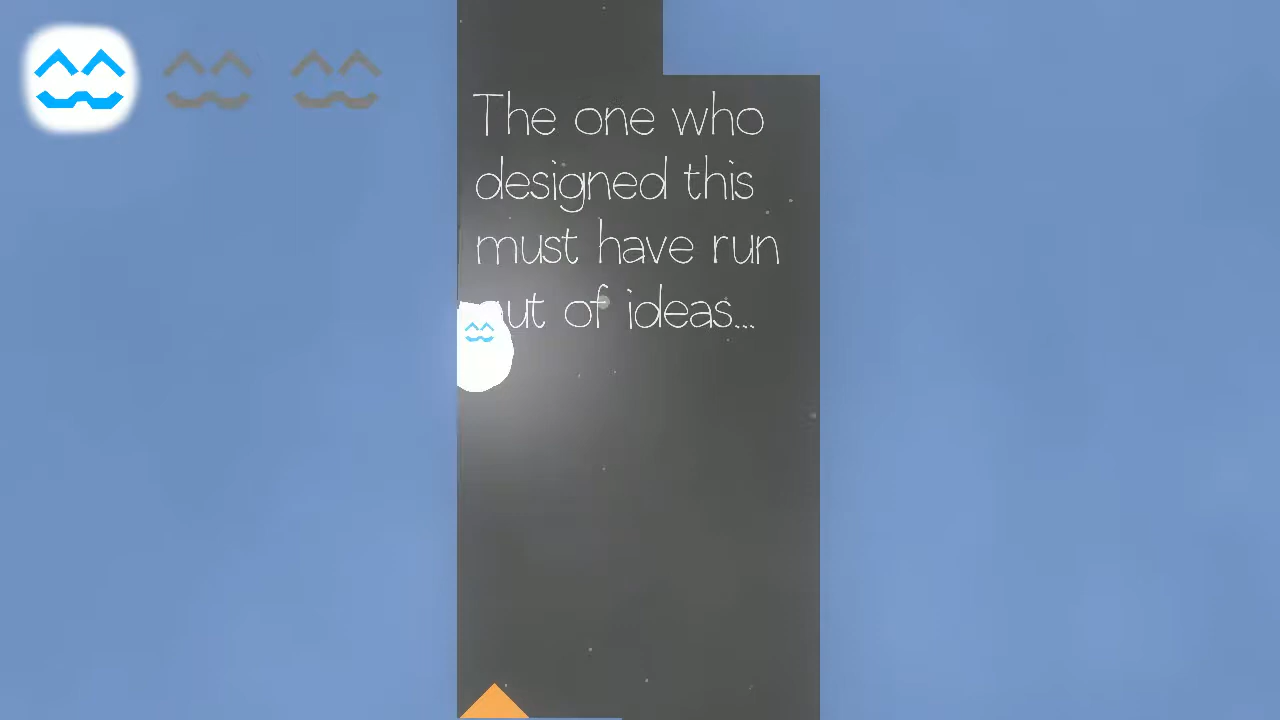 The one who
designed this
must have run
out of ideas...